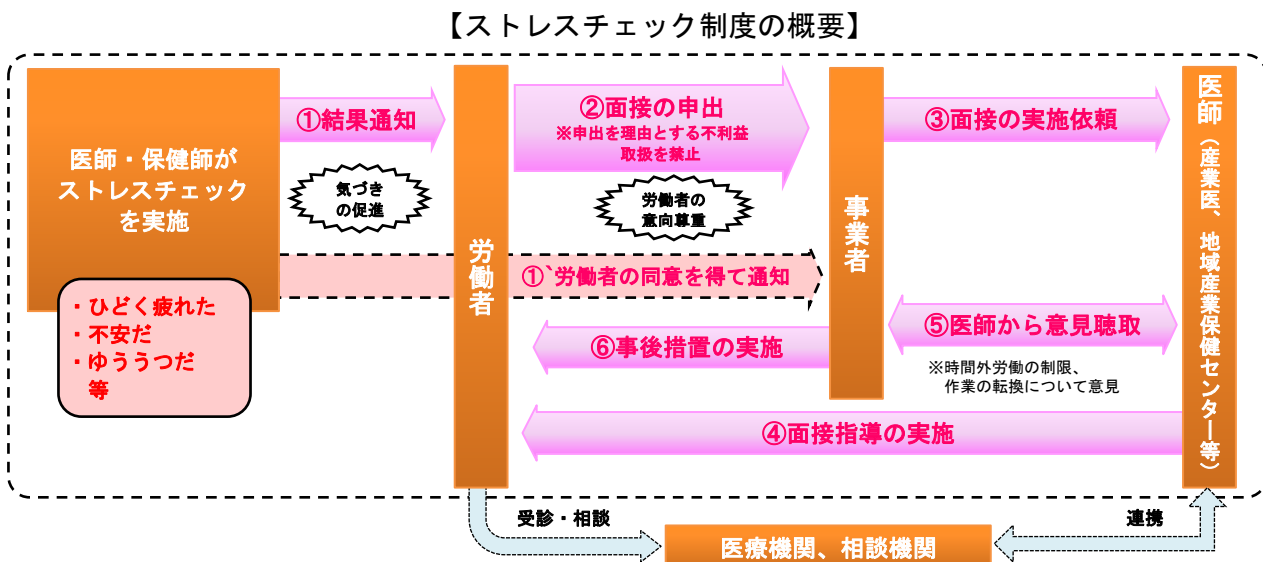 【ストレスチェック制度の概要】
医師・保健師が
ストレスチェック
を実施
・ひどく疲れた
・不安だ
・ゆううつだ
等
①結果通知
気づき
の促進
労働者
②面接の申出
※申出を理由とする不利益
取扱を禁止
労働者の
意向尊重
①`労働者の同意を得て通知
⑥事後措置の実施
事業者
③面接の実施依頼
⑤医師から意見聴取
※時間外労働の制限、
作業の転換について意見
④面接指導の実施
医師（産業医、地域産業保健センター等）
受診・相談
連携
医療機関、相談機関